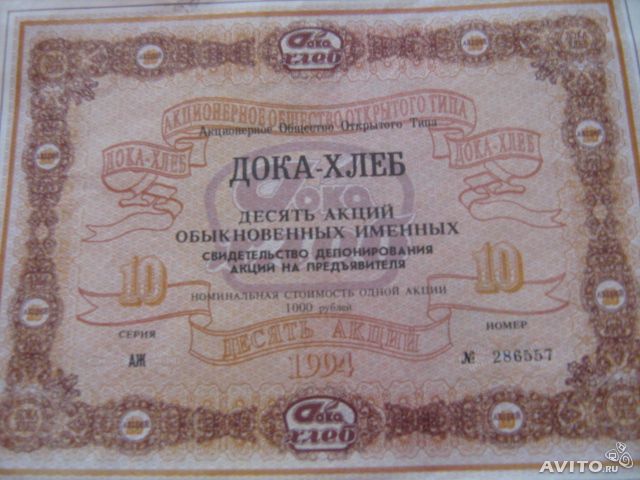 Дока
хлеб
АКЦИОНЕРНОЕ ОБЩЕСТВО ОТКРЫТОГО ТИПА
Акционерное Общество Открытого Типа
ДОКА-ХЛЕБ
ДОКА-ХЛЕБ
ДОКА-ХЛЕБ
Дока
ДЕСЯТЬ АКЦИЙ
ОБЫКНОВЕННЫХ ИМЕННЫХ
СВИДЕТЕЛЬСТВО ДЕПОНИРОВАНИЯ
АКЦИЙ НА ПРЕДЪЯВИТЕЛЯ
10
10
НОМИНАЛЬНАЯ СТОИМОСТЬ ОДНОЙ АКЦИИ
1000 рублей
СЕРИЯ
НОМЕР
ДЕСЯТЬ АКЦИЙ
АЖ
№ 286557
1994
Дока
хлеб
AVITO.ru